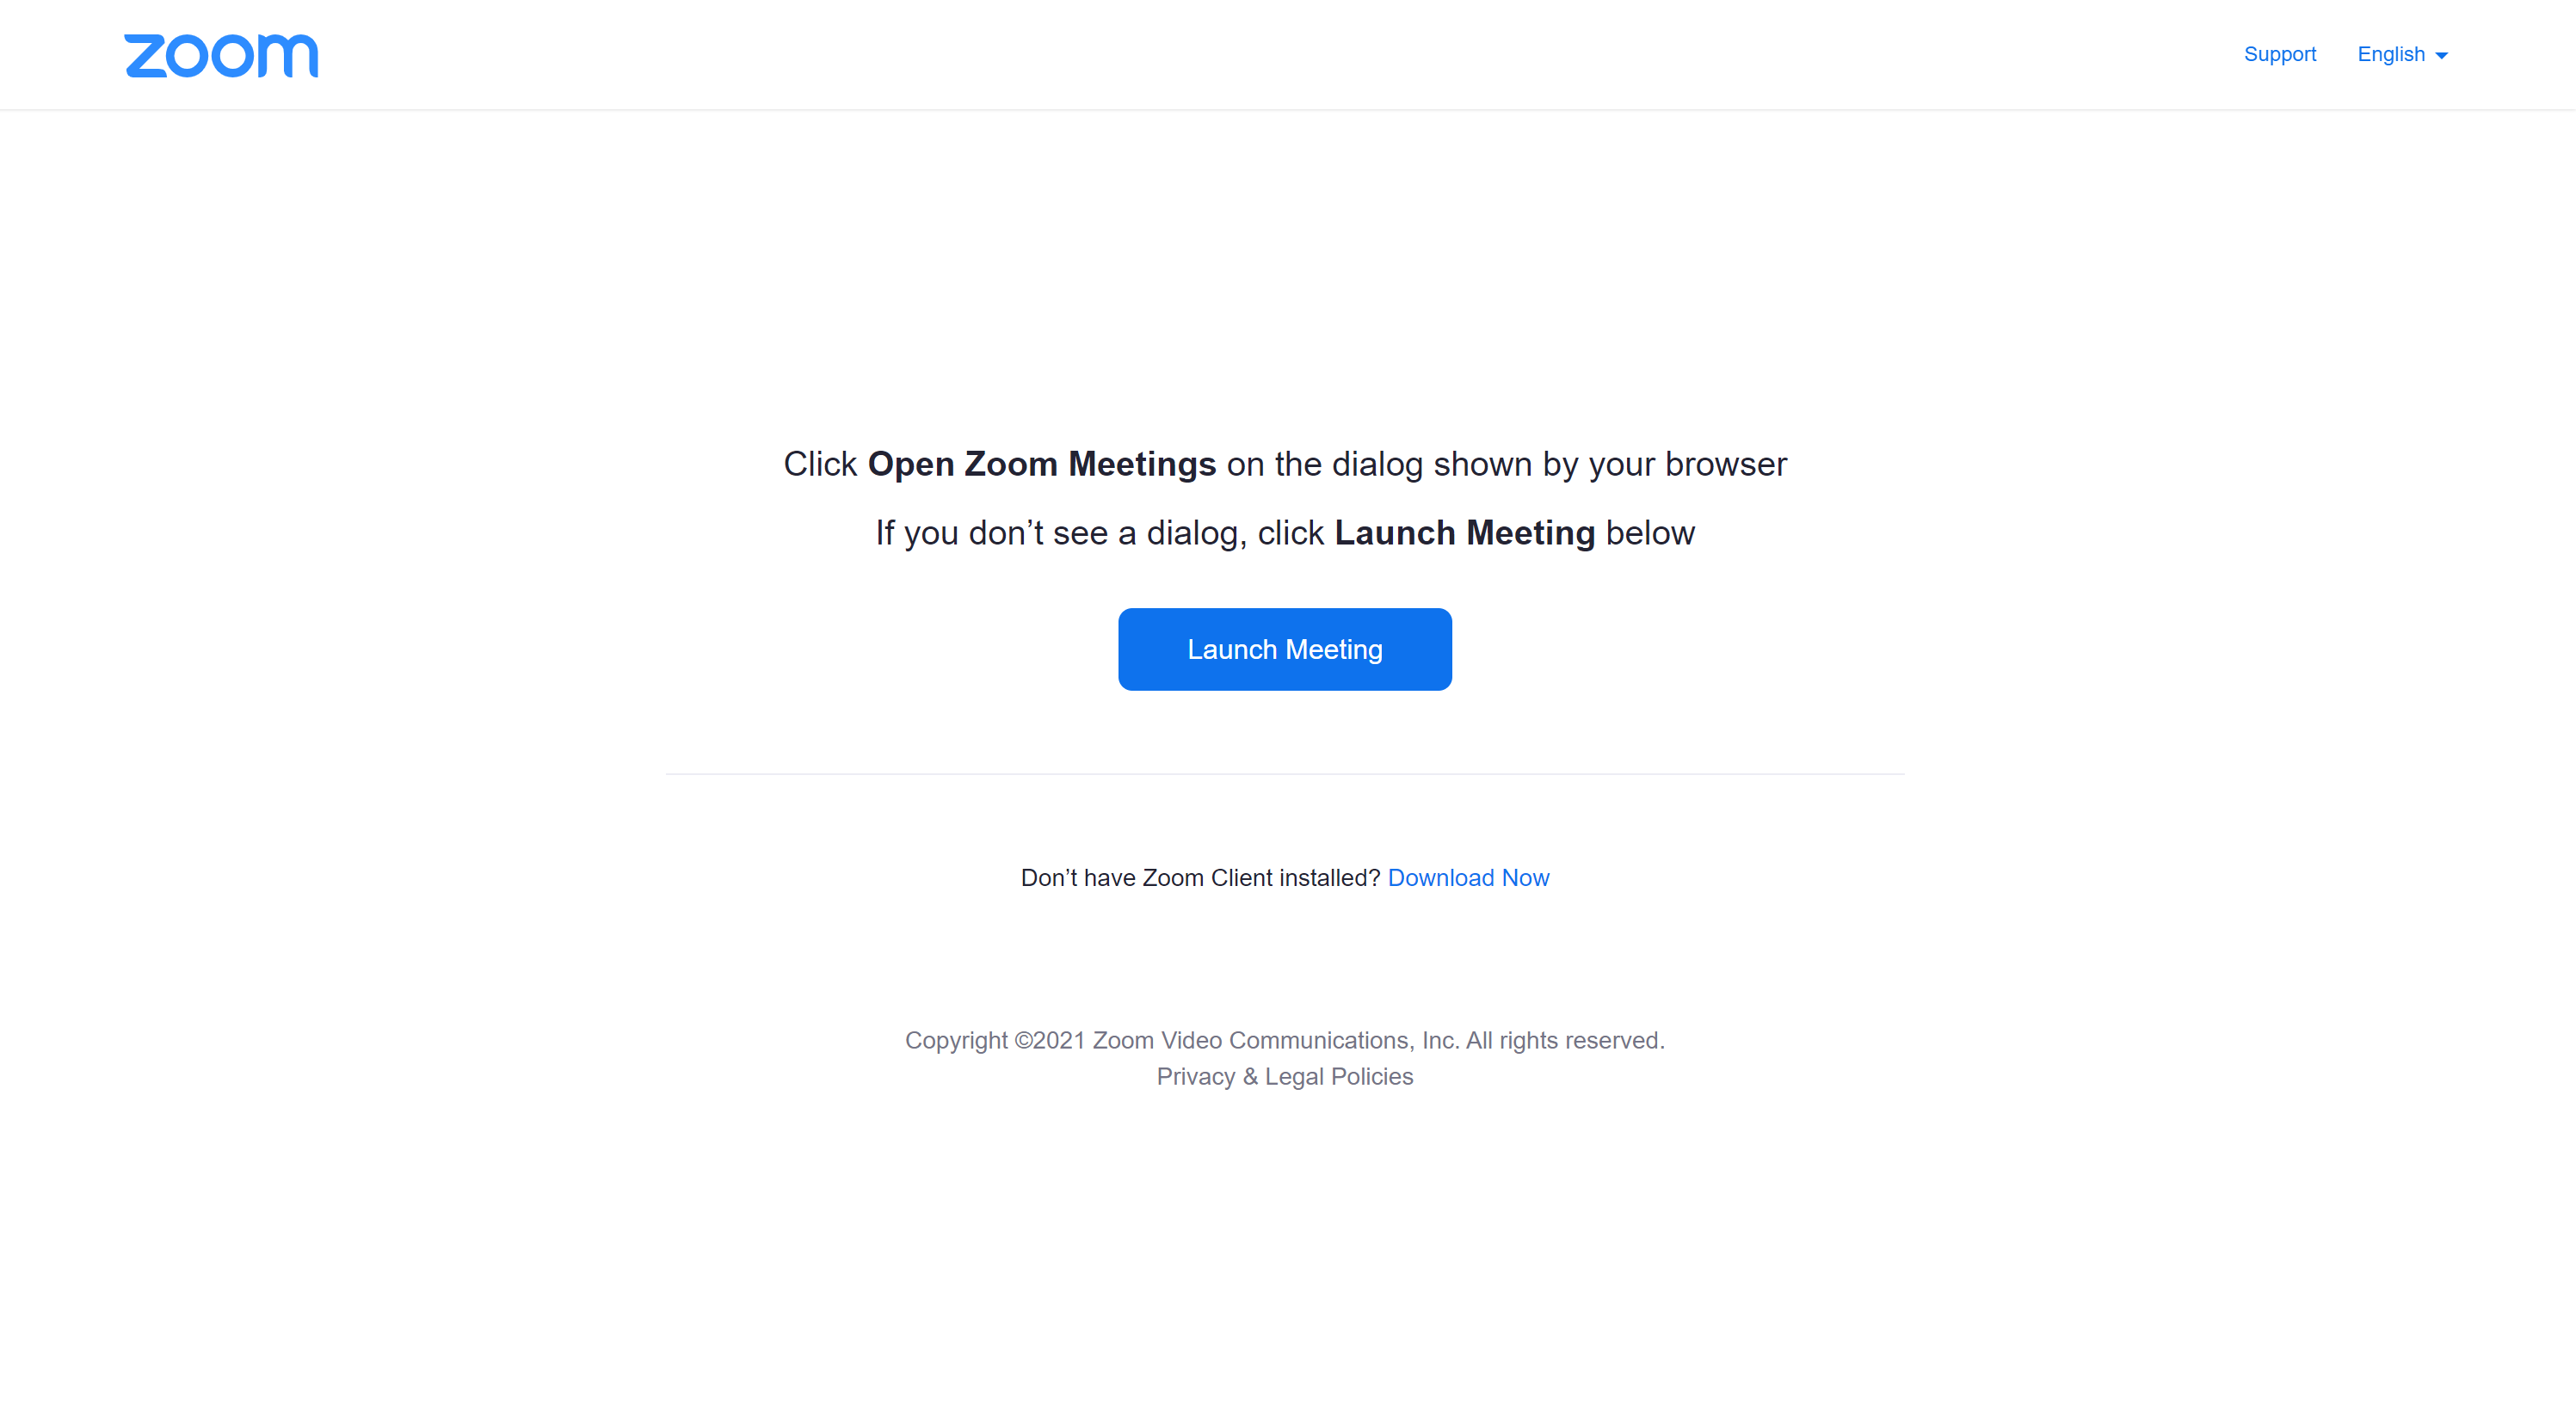 zoom
Support English
Click Open Zoom Meetings on the dialog shown by your browser
If you don’t see a dialog, click Launch Meeting below
Launch Meeting
Don’t have Zoom Client installed? Download Now
Copyright ©2021 Zoom Video Communications, Inc. All rights reserved.
Privacy & Legal Policies